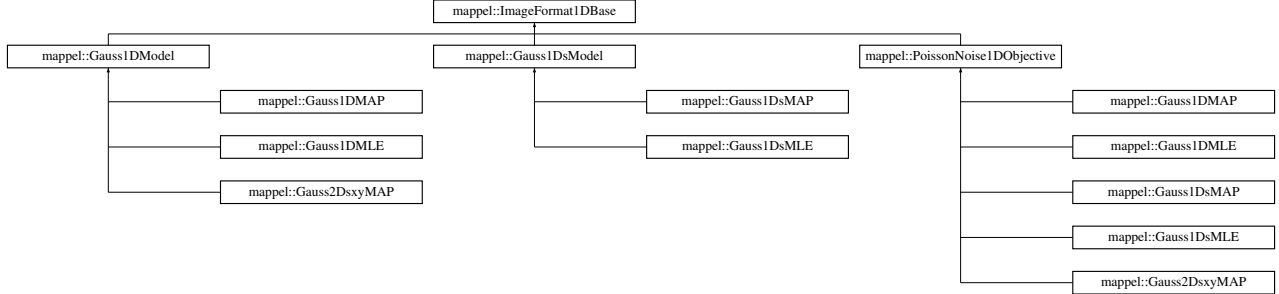 mappel::ImageFormat1DBase
mappel::Gauss1DModel
mappel::Gauss1DsModel
mappel::PoissonNoise1DObjective
mappel::Gauss1DMAP
mappel::Gauss1DsMAP
mappel::Gauss1DMAP
mappel::Gauss1DMLE
mappel::Gauss1DsMLE
mappel::Gauss1DMLE
mappel::Gauss2DsxyMAP
mappel::Gauss1DsMAP
mappel::Gauss1DsMLE
mappel::Gauss2DsxyMAP